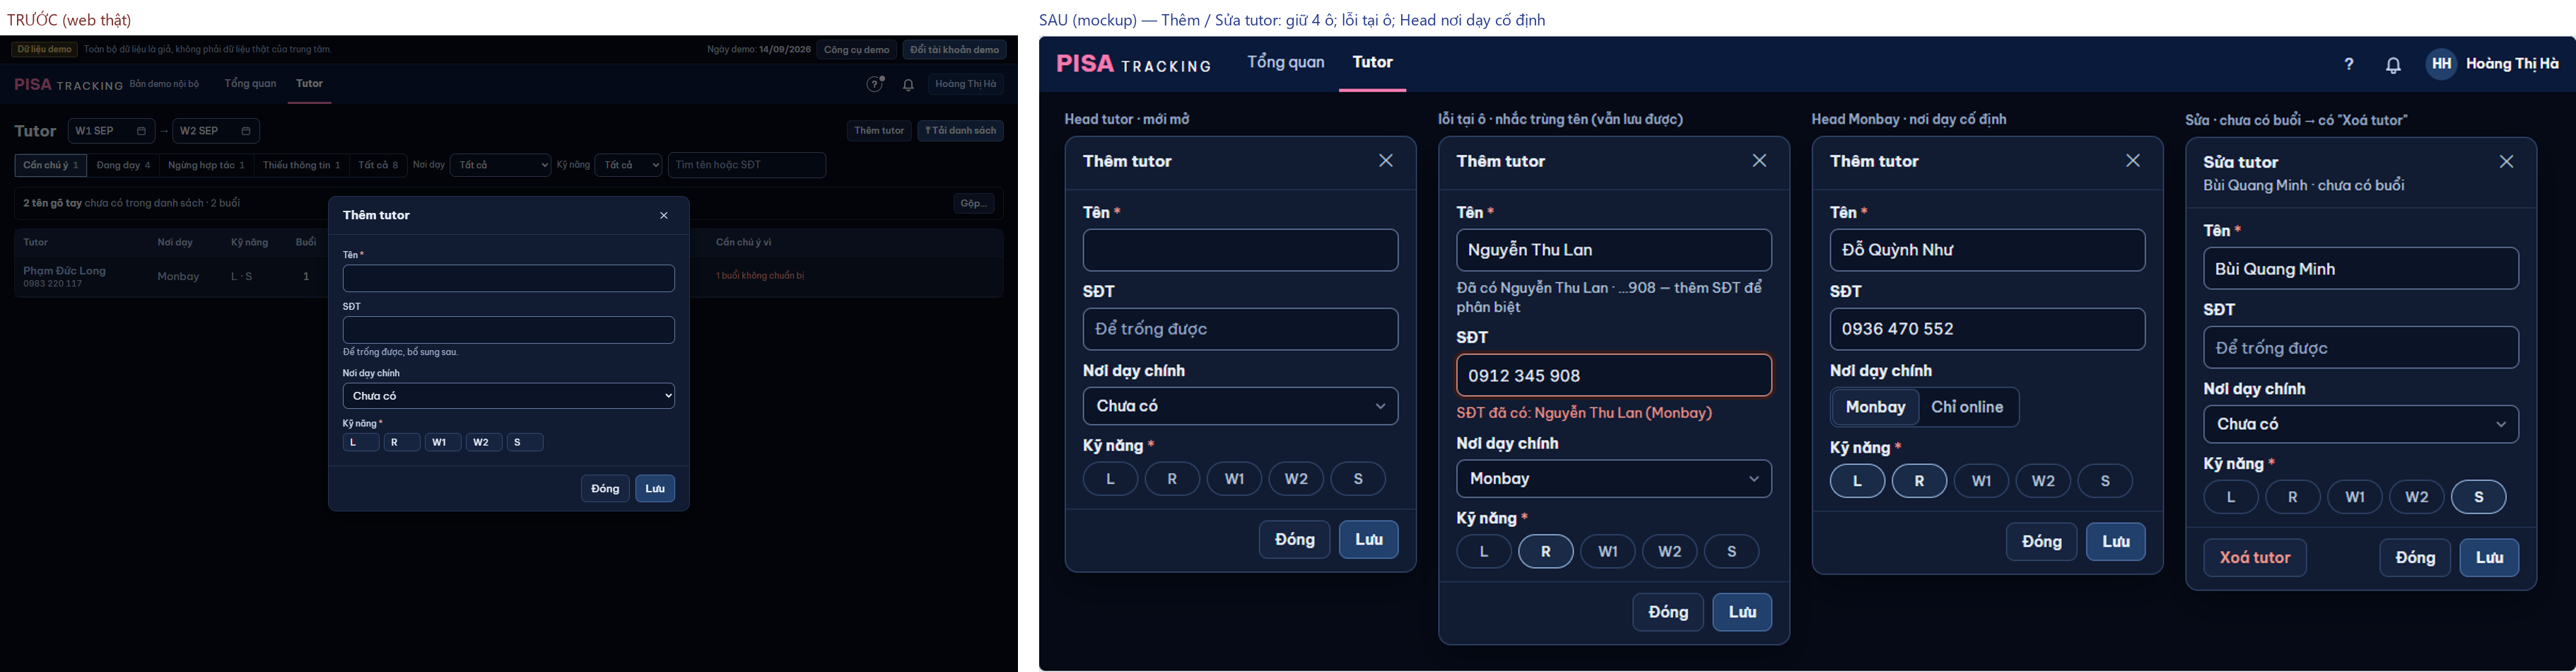 TRƯỚC (web thật)
Dữ liệu demo Toàn bộ dữ liệu là giả, không phải dữ liệu thật của trung tâm.
Ngày demo: 14/09/2026 Công cụ demo Đổi tài khoản demo
PISA TRACKING Bản demo nội bộ Tổng quan Tutor ? Hoàng Thị Hà
Tutor W1 SEP → W2 SEP Thêm tutor Tải danh sách
Cần chú ý 1 Đang dạy 4 Ngừng hợp tác 1 Thiếu thông tin 1 Tất cả 8 Nơi dạy Tất cả Kỹ năng Tất cả Tìm tên hoặc SĐT
2 tên gõ tay chưa có trong danh sách · 2 buổi Gộp...
Tutor Nơi dạy Kỹ năng Buổi Cần chú ý vì
Phạm Đức Long Monbay L · S 1 1 buổi không chuẩn bị
0983 220 117
Thêm tutor
Tên *
SĐT
Để trống được, bổ sung sau.
Nơi dạy chính
Chưa có
Kỹ năng *
L R W1 W2 S
Đóng Lưu
SAU (mockup) — Thêm / Sửa tutor: giữ 4 ô; lỗi tại ô; Head nơi dạy cố định
PISA TRACKING Tổng quan Tutor ? HH Hoàng Thị Hà
Head tutor · mới mở
Thêm tutor
Tên *
SĐT
Để trống được
Nơi dạy chính
Chưa có
Kỹ năng *
L R W1 W2 S
Đóng Lưu
lỗi tại ô · nhắc trùng tên (vẫn lưu được)
Thêm tutor
Tên *
Nguyễn Thu Lan
Đã có Nguyễn Thu Lan · ...908 — thêm SĐT để
phân biệt
SĐT
0912 345 908
SĐT đã có: Nguyễn Thu Lan (Monbay)
Nơi dạy chính
Monbay
Kỹ năng *
L R W1 W2 S
Đóng Lưu
Head Monbay · nơi dạy cố định
Thêm tutor
Tên *
Đỗ Quỳnh Như
SĐT
0936 470 552
Nơi dạy chính
Monbay Chỉ online
Kỹ năng *
L R W1 W2 S
Đóng Lưu
Sửa · chưa có buổi → có "Xoá tutor"
Sửa tutor
Bùi Quang Minh · chưa có buổi
Tên *
Bùi Quang Minh
SĐT
Để trống được
Nơi dạy chính
Chưa có
Kỹ năng *
L R W1 W2 S
Xoá tutor Đóng Lưu